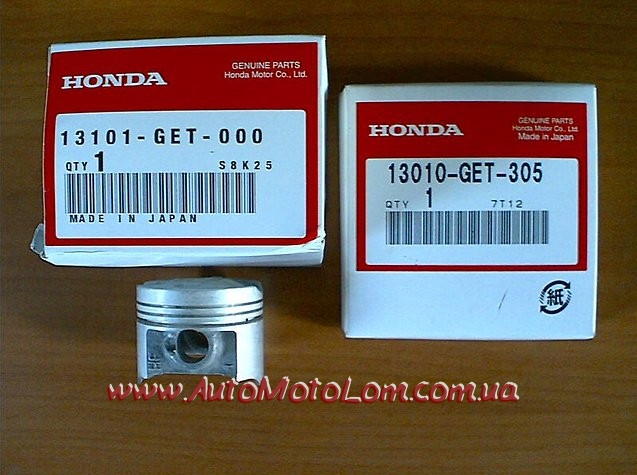 HONDA
GENUINE PARTS
Honda Motor Co., Ltd.
13101-GET-000
QTY 1 S8K25
MADE IN JAPAN
HONDA
GENUINE PARTS
Honda Motor Co., Ltd.
Made in Japan
13010-GET-305
QTY 1 7T12
紙
www.AutoMotoLom.com.ua